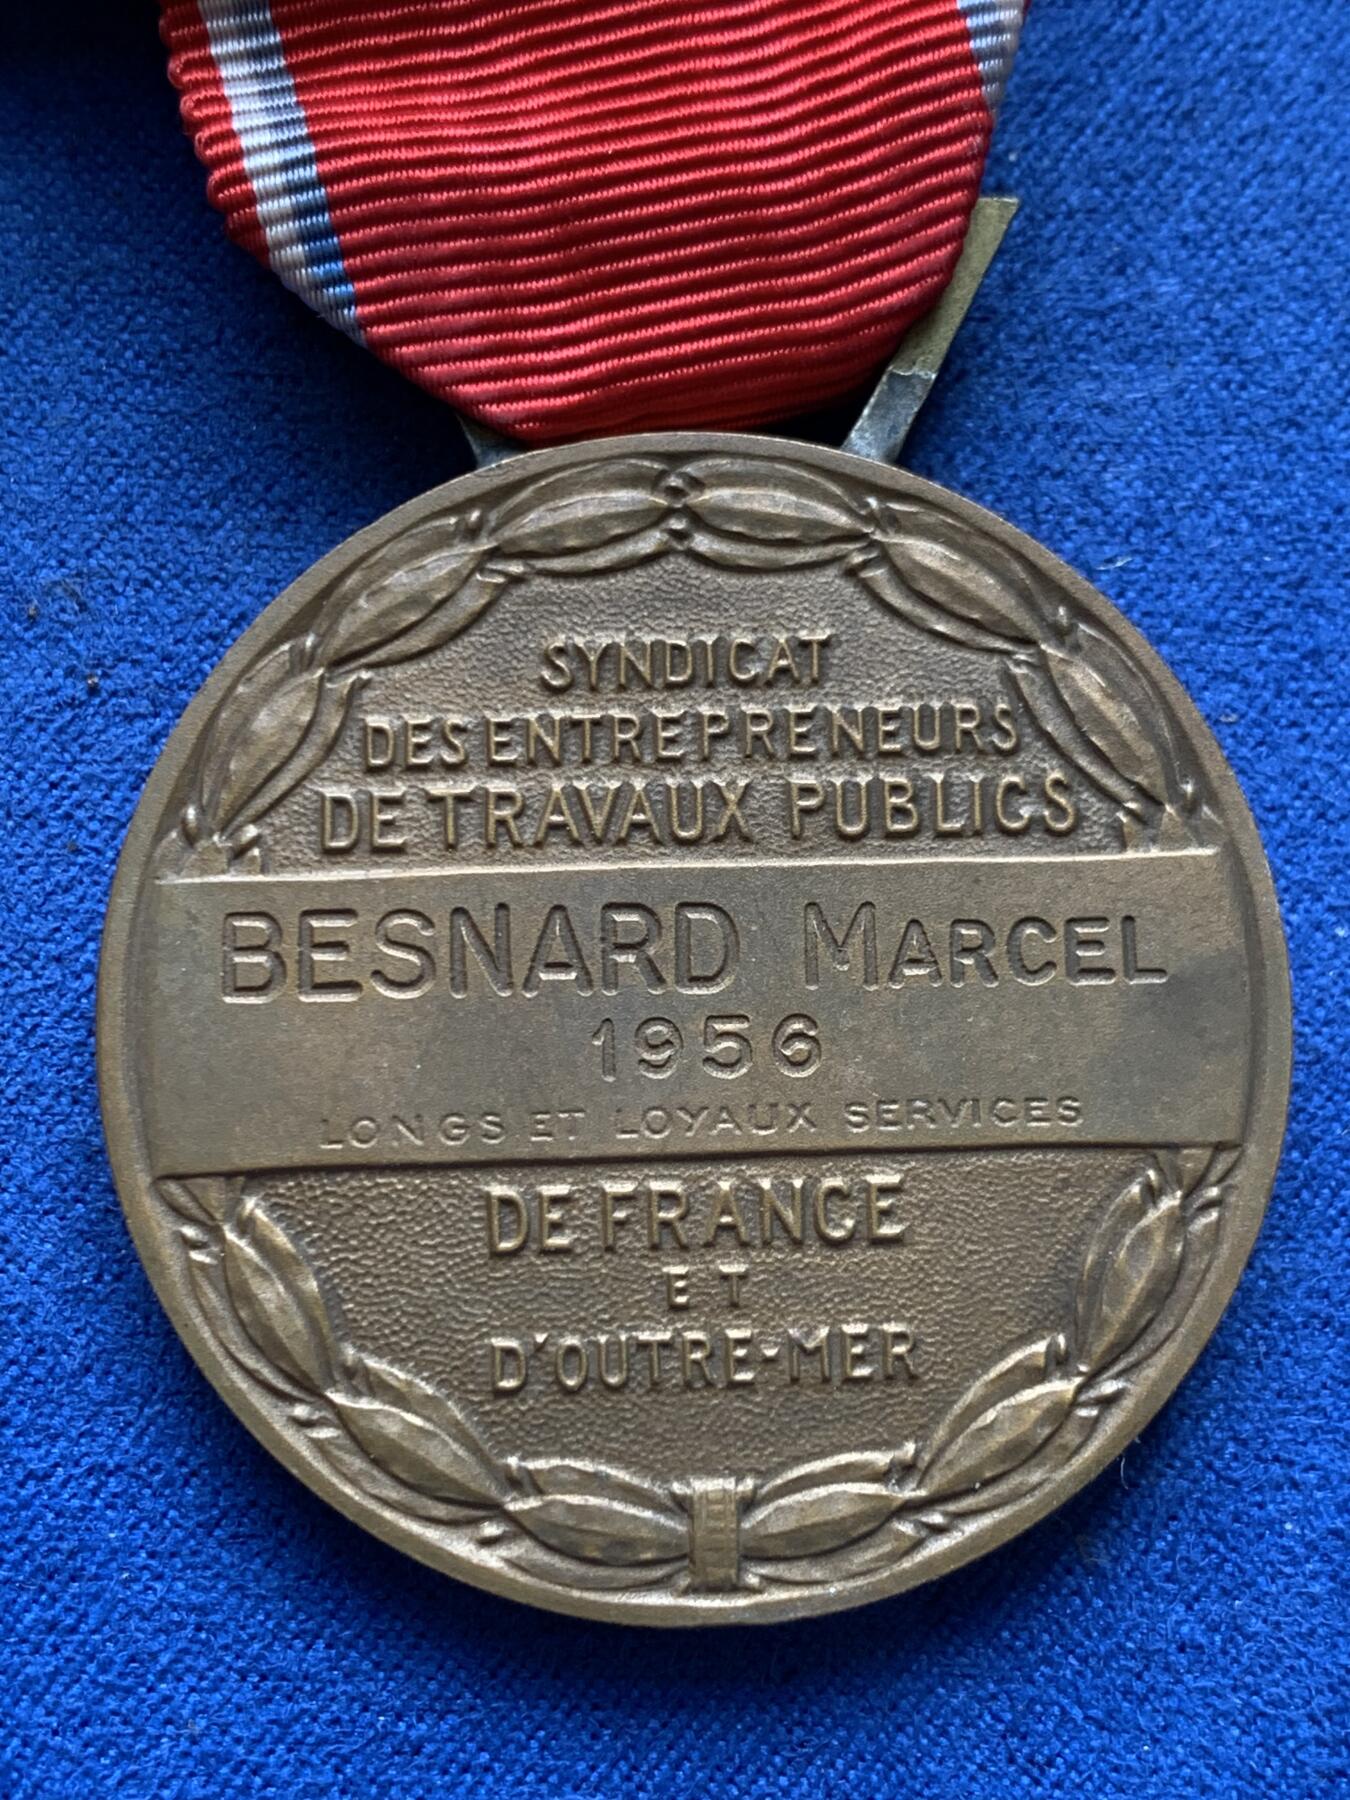 SYNDICAT
DES ENTREPRENEURS
DE TRAVAUX PUBLICS
BESNARD MARCEL
1956
LONGS ET LOYAUX SERVICES
DE FRANCE
ET
D'OUTRE-MER